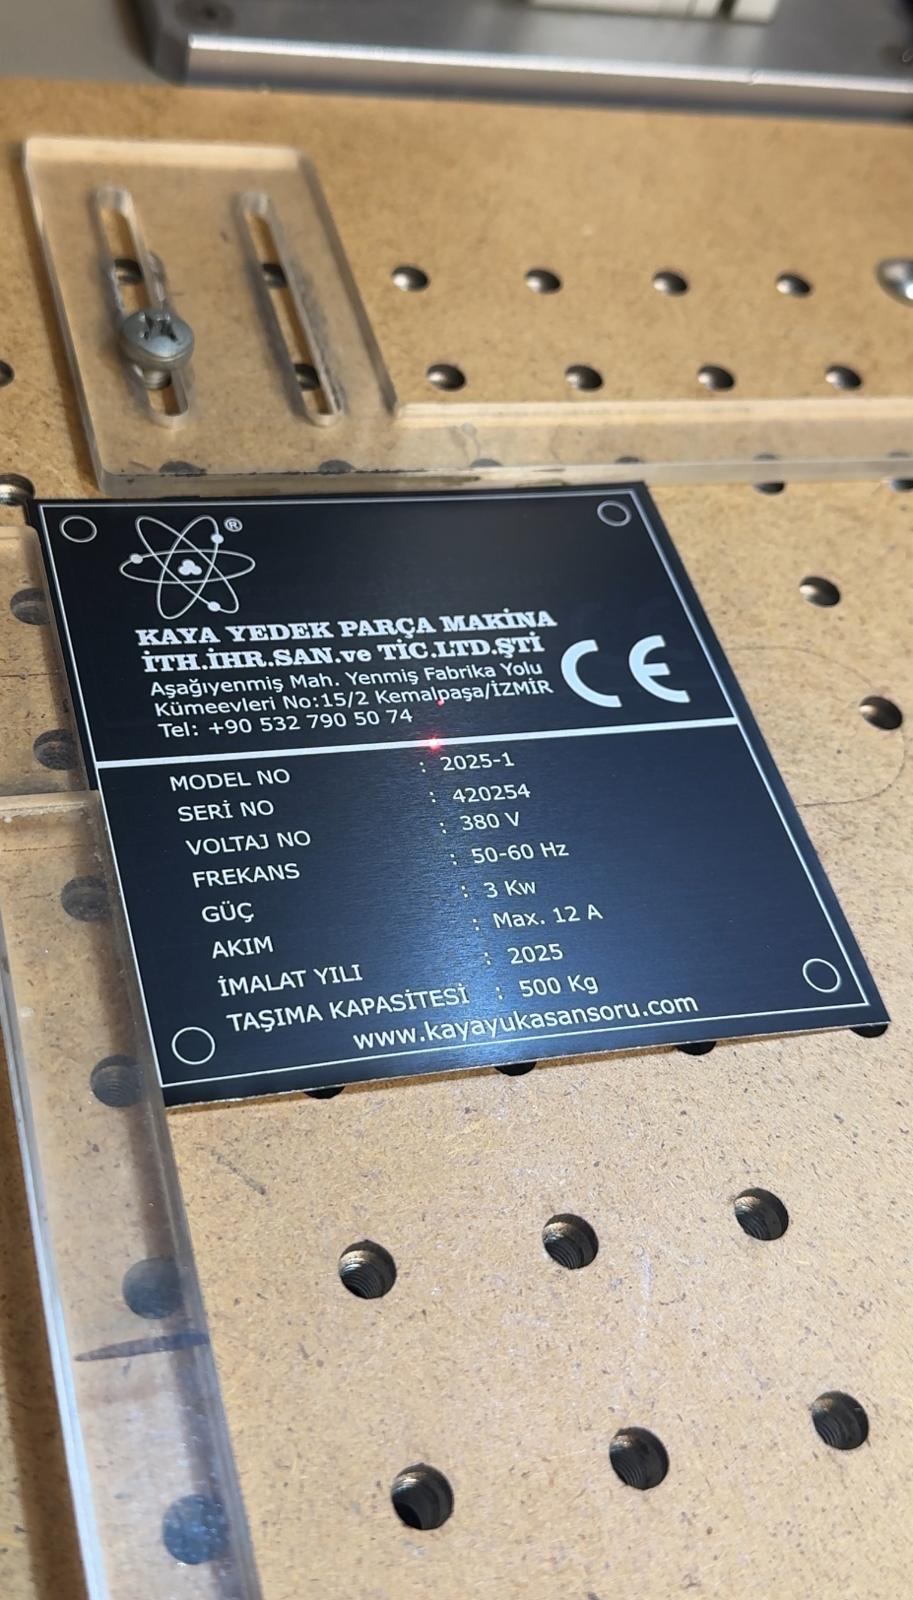 ®
KAYA YEDEK PARÇA MAKİNA
İTH.İHR.SAN.ve TİC.LTD.ŞTİ
Aşağıyenmiş Mah. Yenmiş Fabrika Yolu
Kümeevleri No:15/2 Kemalpaşa/İZMİR
Tel: +90 532 790 50 74
CE
MODEL NO : 2025-1
SERİ NO : 420254
VOLTAJ NO : 380 V
FREKANS : 50-60 Hz
GÜÇ : 3 Kw
AKIM : Max. 12 A
İMALAT YILI : 2025
TAŞIMA KAPASİTESİ : 500 Kg
www.kayayukasansoru.com